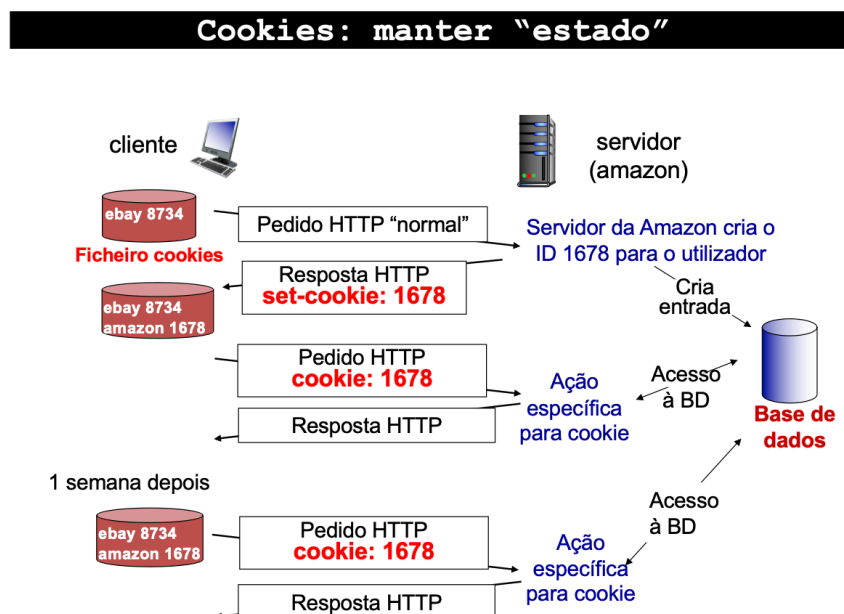 Cookies: manter “estado”
cliente
servidor
(amazon)
ebay 8734
Ficheiro cookies
Pedido HTTP “normal”
Servidor da Amazon cria o
ID 1678 para o utilizador
Resposta HTTP
set-cookie: 1678
Cria
entrada
ebay 8734
amazon 1678
Pedido HTTP
cookie: 1678
Ação
específica
para cookie
Acesso
à BD
Base de
dados
Resposta HTTP
1 semana depois
ebay 8734
amazon 1678
Pedido HTTP
cookie: 1678
Ação
específica
para cookie
Acesso
à BD
Resposta HTTP